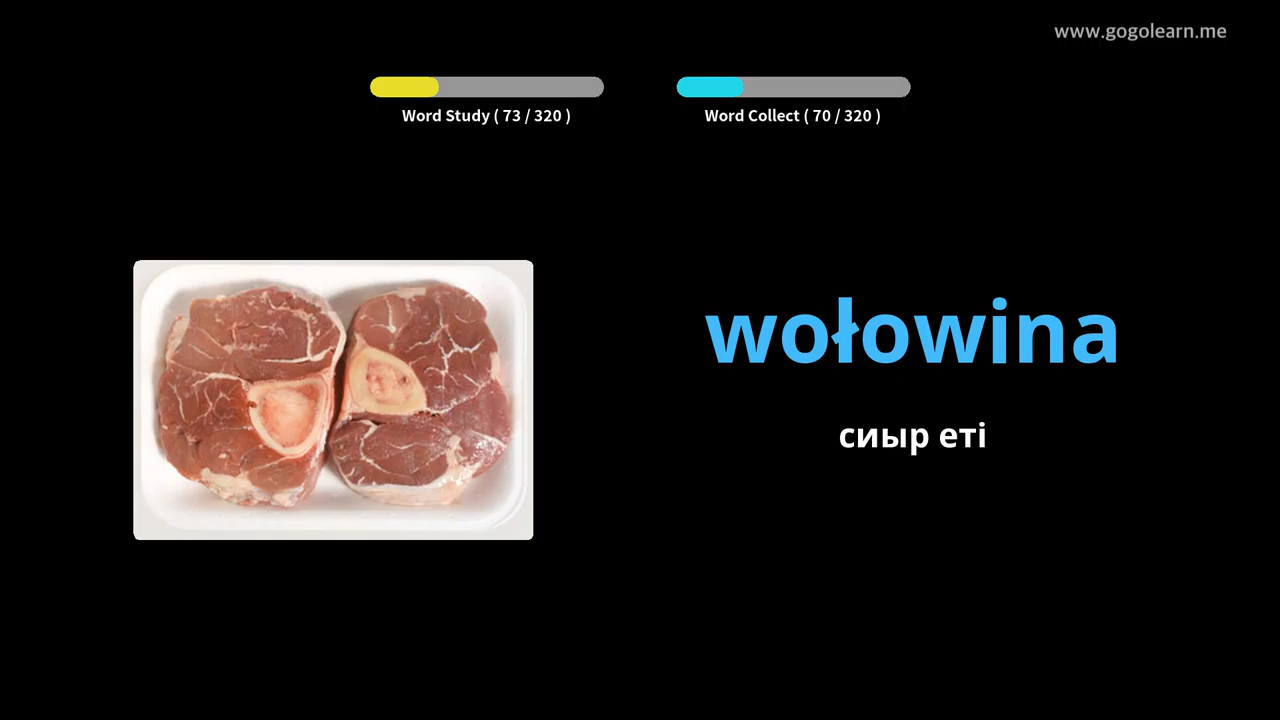 www.gogolearn.me
Word Study ( 73 / 320 )
Word Collect ( 70 / 320 )
wołowina
сиыр еті